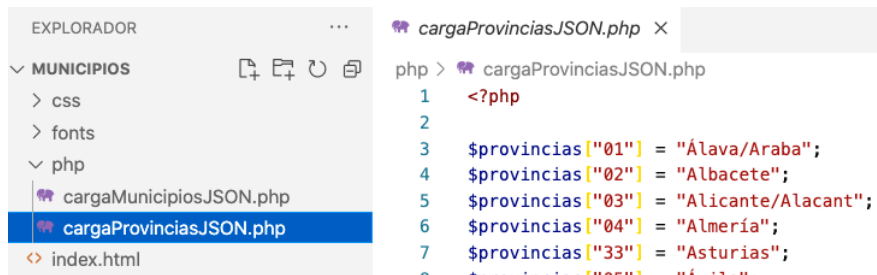 EXPLORADOR
MUNICIPIOS
css
fonts
php
cargaMunicipiosJSON.php
cargaProvinciasJSON.php
index.html
cargaProvinciasJSON.php
php > cargaProvinciasJSON.php
1 <?php
2
3 $provincias["01"] = "Álava/Araba";
4 $provincias["02"] = "Albacete";
5 $provincias["03"] = "Alicante/Alacant";
6 $provincias["04"] = "Almería";
7 $provincias["33"] = "Asturias";